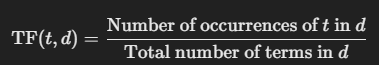 TF(t, d) = Number of occurrences of t in d / Total number of terms in d